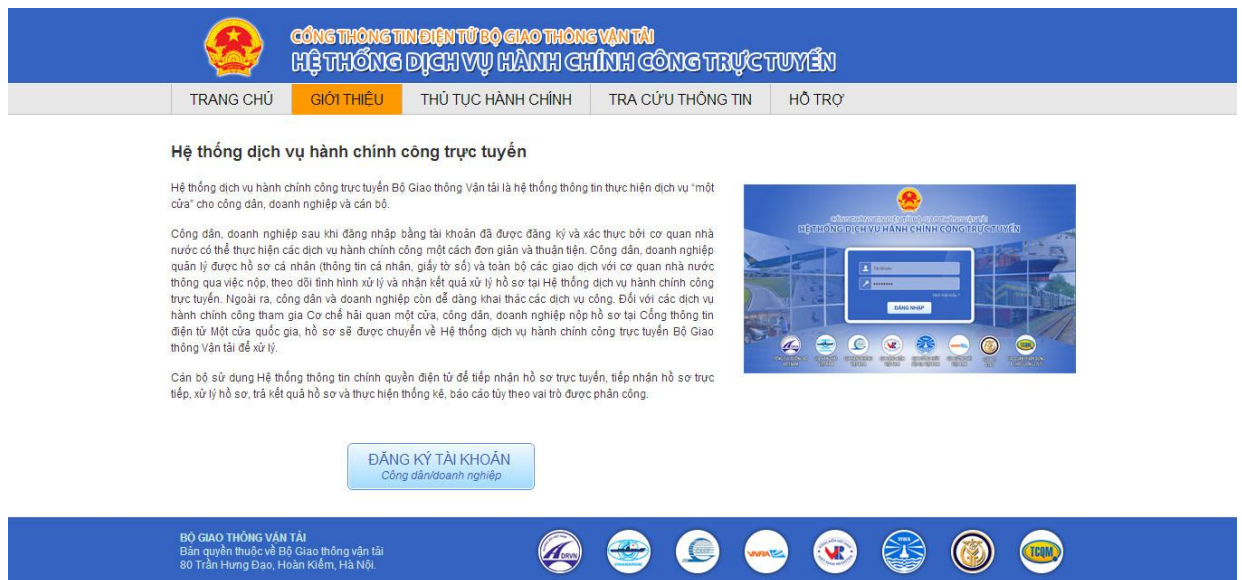 CỔNG THÔNG TIN ĐIỆN TỬ BỘ GIAO THÔNG VẬN TẢI
HỆ THỐNG DỊCH VỤ HÀNH CHÍNH CÔNG TRỰC TUYẾN
TRANG CHỦ GIỚI THIỆU THỦ TỤC HÀNH CHÍNH TRA CỨU THÔNG TIN HỖ TRỢ
Hệ thống dịch vụ hành chính công trực tuyến
Hệ thống dịch vụ hành chính công trực tuyến Bộ Giao thông Vận tải là hệ thống thông tin thực hiện dịch vụ "một
cửa" cho công dân, doanh nghiệp và cán bộ.
Công dân, doanh nghiệp sau khi đăng nhập bằng tài khoản đã được đăng ký và xác thực bởi cơ quan nhà
nước có thể thực hiện các dịch vụ hành chính công một cách đơn giản và thuận tiện. Công dân, doanh nghiệp
quản lý được hồ sơ cá nhân (thông tin cá nhân, giấy tờ số) và toàn bộ các giao dịch với cơ quan nhà nước
thông qua việc nộp, theo dõi tình hình xử lý và nhận kết quả xử lý hồ sơ tại Hệ thống dịch vụ hành chính công
trực tuyến. Ngoài ra, công dân và doanh nghiệp còn dễ dàng khai thác các dịch vụ công. Đối với các dịch vụ
hành chính công tham gia Cơ chế hải quan một cửa, công dân, doanh nghiệp nộp hồ sơ tại Cổng thông tin
điện tử Một cửa quốc gia, hồ sơ sẽ được chuyển về Hệ thống dịch vụ hành chính công trực tuyến Bộ Giao
thông Vận tải để xử lý.
Cán bộ sử dụng Hệ thống thông tin chính quyền điện tử để tiếp nhận hồ sơ trực tuyến, tiếp nhận hồ sơ trực
tiếp, xử lý hồ sơ, trả kết quả hồ sơ và thực hiện thống kê, báo cáo tùy theo vai trò được phân công.
CỔNG THÔNG TIN ĐIỆN TỬ BỘ GIAO THÔNG VẬN TẢI
HỆ THỐNG DỊCH VỤ HÀNH CHÍNH CÔNG TRỰC TUYẾN
Tài khoản
ĐĂNG NHẬP
TCQM
ĐĂNG KÝ TÀI KHOẢN
Công dân/doanh nghiệp
BỘ GIAO THÔNG VẬN TẢI
Bản quyền thuộc về Bộ Giao thông vận tải
80 Trần Hưng Đạo, Hoàn Kiếm, Hà Nội.
DRVN
VINAMARINE
VNRA
VR
VIWA
TCQM